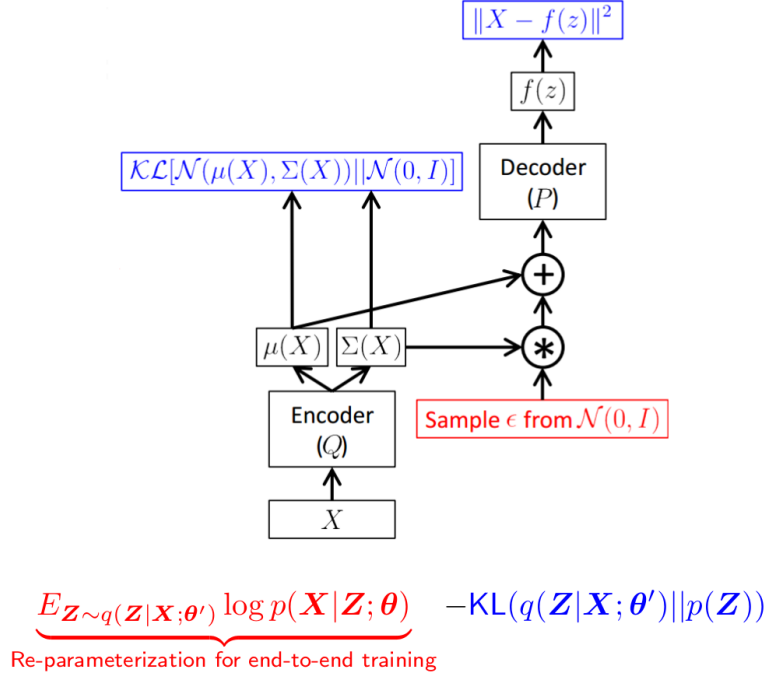 ‖X − f(z)‖²
f(z)
𝒦ℒ[𝒩(μ(X), Σ(X))||𝒩(0, I)]
Decoder
(P)
+
μ(X)
Σ(X)
*
Encoder
(Q)
Sample ϵ from 𝒩(0, I)
X
E_{Z∼q(Z|X;θ′)} log p(X|Z; θ) −KL(q(Z|X; θ′)||p(Z))
Re-parameterization for end-to-end training